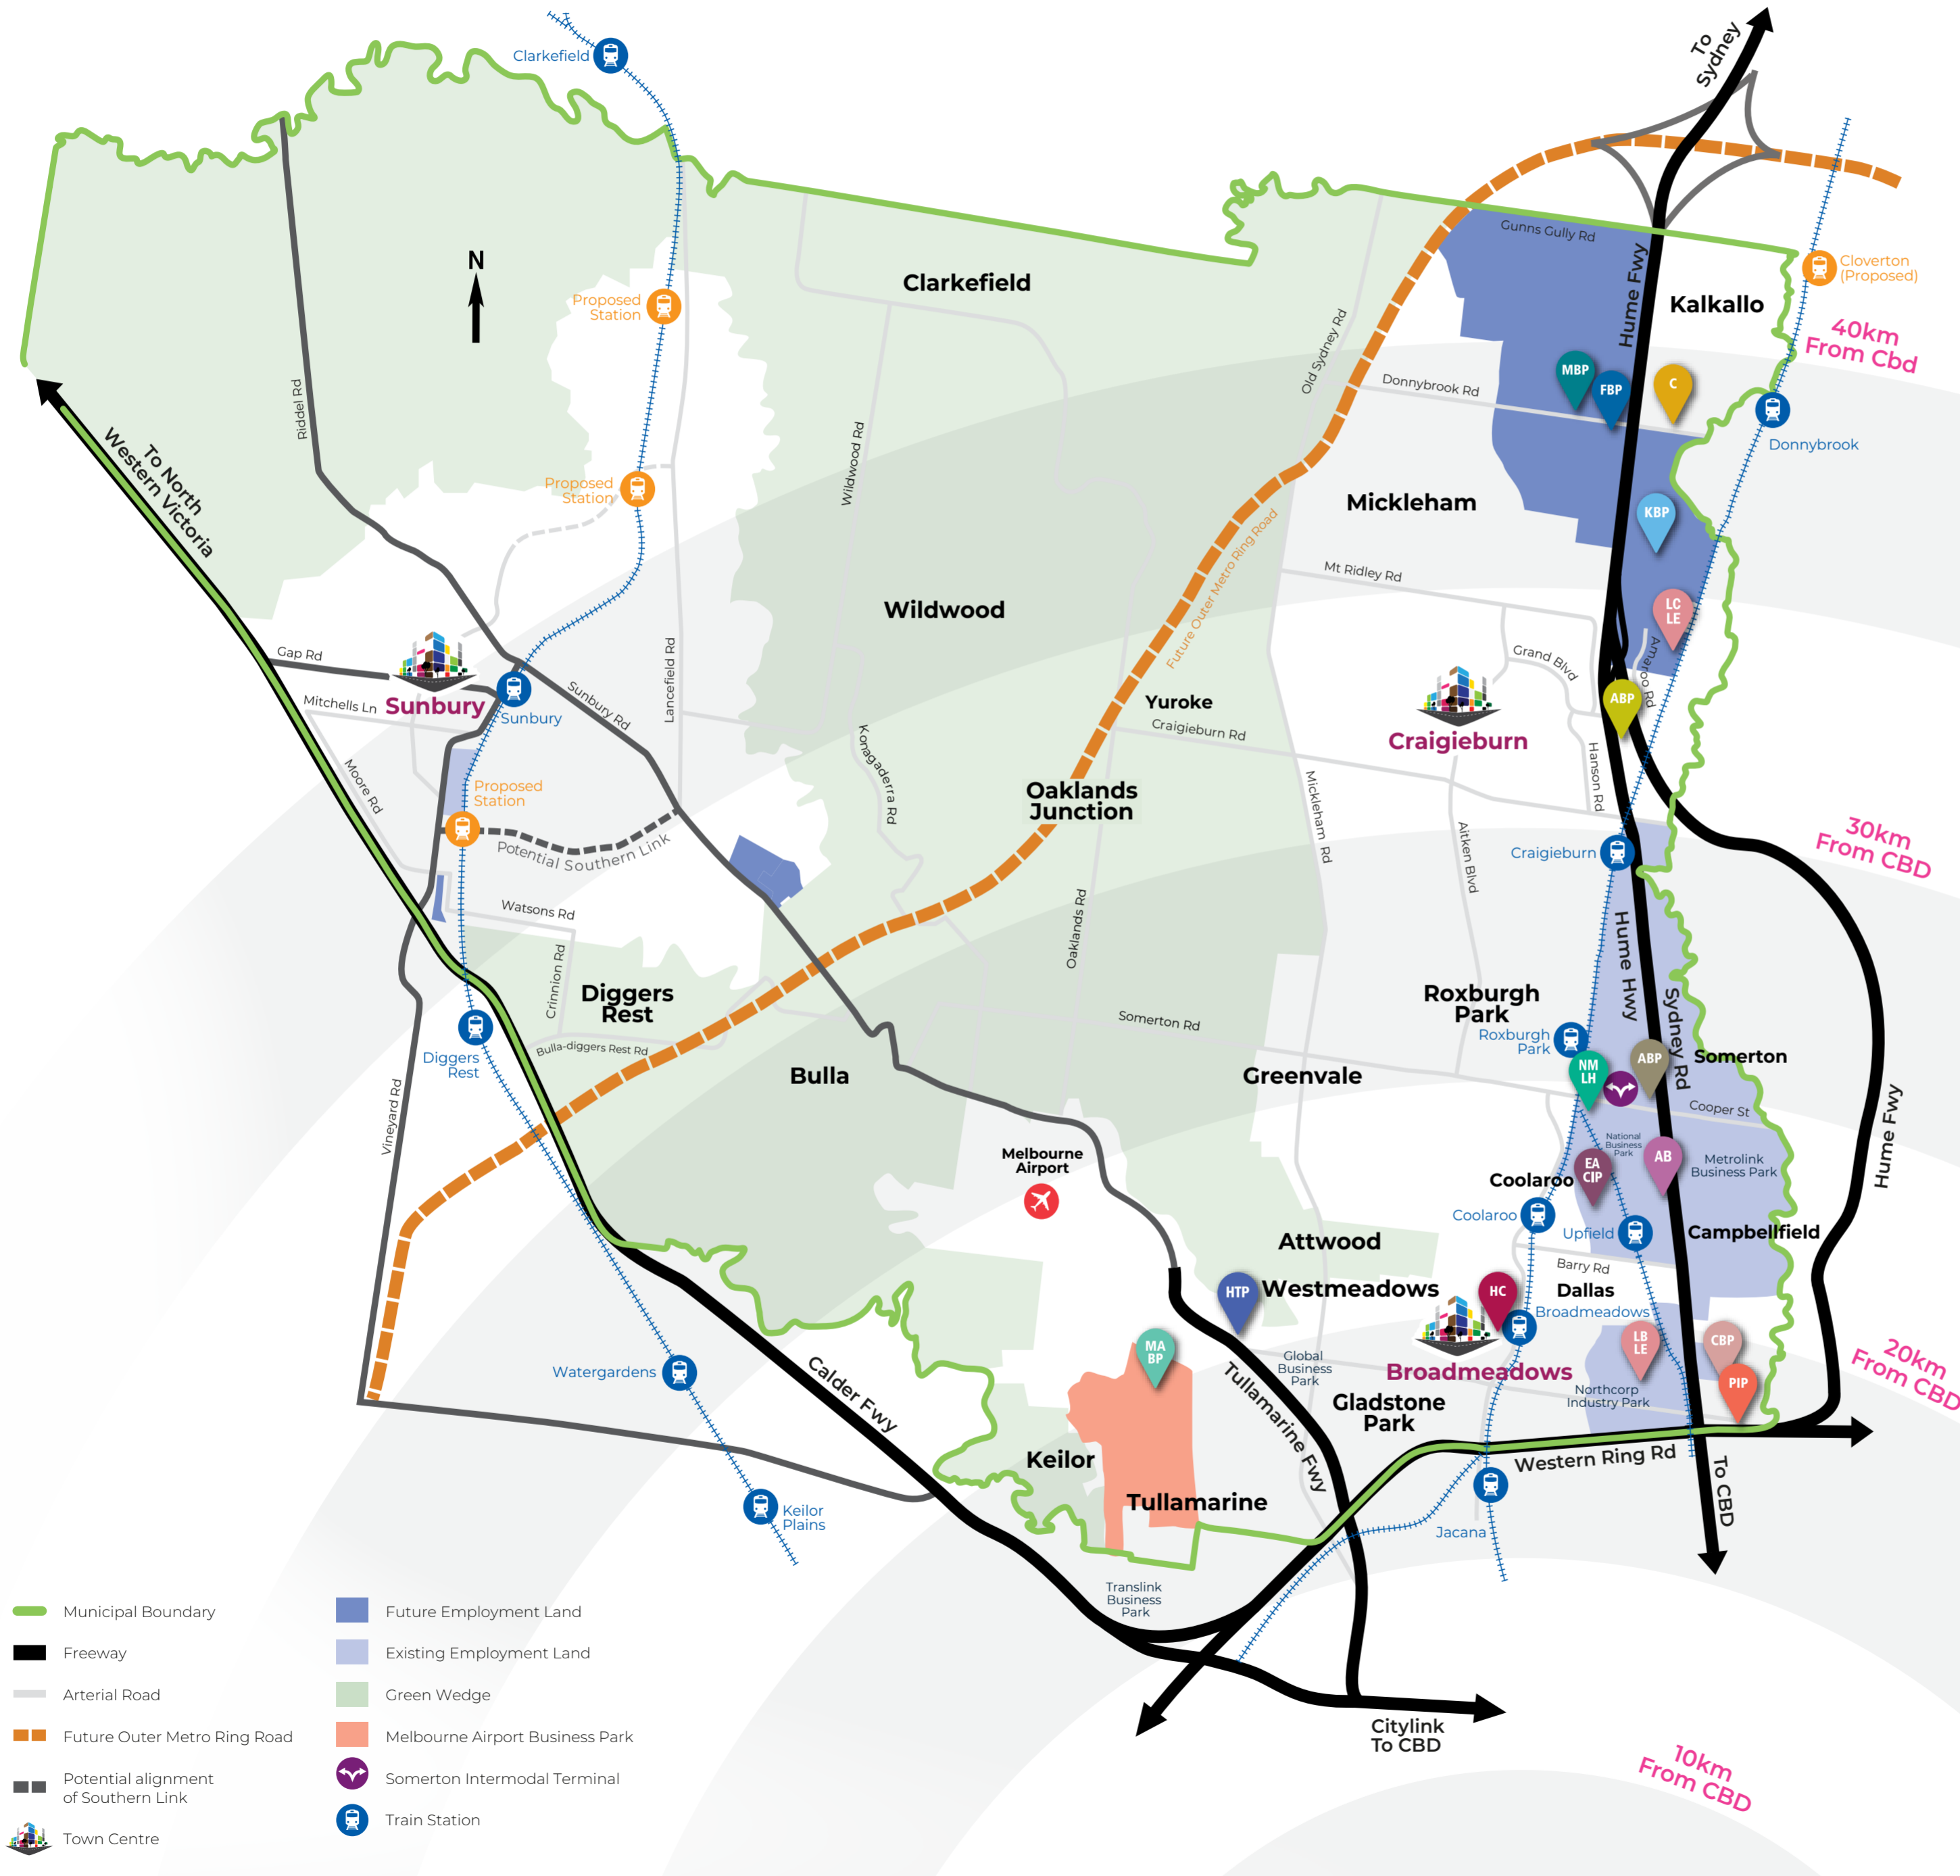 To
Sydney
Clarkefield
N
Gunns Gully Rd
Cloverton
(Proposed)
Clarkefield
Hume Fwy
Kalkallo
Proposed
Station
40km
From Cbd
Old Sydney Rd
Riddel Rd
MBP
FBP
C
Donnybrook Rd
Donnybrook
To North
Western Victoria
Proposed
Station
Wildwood Rd
Mickleham
KBP
Future Outer Metro Ring Road
Mt Ridley Rd
Wildwood
LC
LE
Amaroo Rd
Gap Rd
Grand Blvd
Mitchells Ln
Sunbury
Sunbury
Sunbury Rd
Lancefield Rd
Yuroke
Craigieburn Rd
Craigieburn
ABP
Hanson Rd
Konagaderra Rd
Moore Rd
Proposed
Station
Oaklands
Junction
Mickleham Rd
Potential Southern Link
Aitken Blvd
Craigieburn
30km
From CBD
Watsons Rd
Oaklands Rd
Hume Hwy
Crinnion Rd
Diggers
Rest
Roxburgh
Park
Sydney Rd
Diggers
Rest
Somerton Rd
Roxburgh
Park
Bulla-diggers Rest Rd
Bulla
Greenvale
NM
LH
ABP
Somerton
Vineyard Rd
Cooper St
Hume Fwy
National
Business
Park
Melbourne
Airport
EA
CIP
AB
Metrolink
Business Park
Coolaroo
Coolaroo
Upfield
Campbellfield
Attwood
Barry Rd
HTP
Westmeadows
HC
Dallas
Broadmeadows
MA
BP
LB
LE
CBP
Watergardens
Calder Fwy
Global
Business
Park
Broadmeadows
20km
From CBD
Tullamarine Fwy
Northcorp
Industry Park
PIP
Gladstone
Park
Keilor
Western Ring Rd
Tullamarine
To CBD
Keilor
Plains
Jacana
Translink
Business
Park
Citylink
To CBD
10km
From CBD
Municipal Boundary
Freeway
Arterial Road
Future Outer Metro Ring Road
Potential alignment
of Southern Link
Town Centre
Future Employment Land
Existing Employment Land
Green Wedge
Melbourne Airport Business Park
Somerton Intermodal Terminal
Train Station